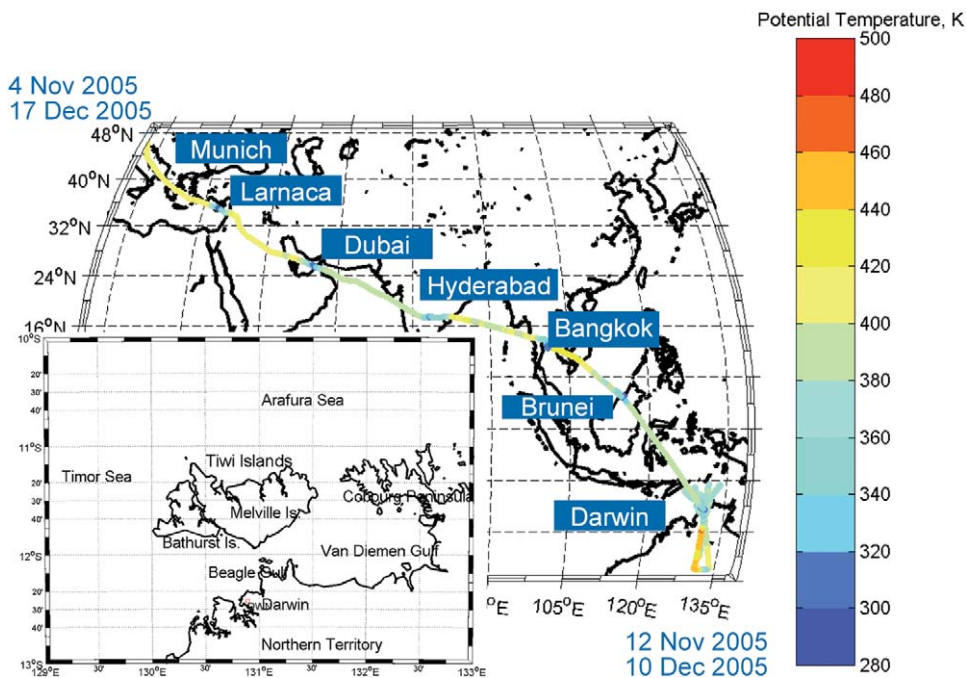 Potential Temperature, K
500
480
460
440
420
400
380
360
340
320
300
280
4 Nov 2005
17 Dec 2005
48°N
40°N
32°N
24°N
16°N
Munich
Larnaca
Dubai
Hyderabad
Bangkok
Brunei
Darwin
°E
105°E
120°E
135°E
12 Nov 2005
10 Dec 2005
10°S
20'
30'
40'
11°S
20'
30'
40'
12°S
20'
30'
40'
13°S
129°E
30'
130°E
30'
131°E
30'
132°E
30'
133°E
Arafura Sea
Timor Sea
Tiwi Islands
Melville Is.
Cobourg Peninsula
Bathurst Is.
Van Diemen Gulf
Beagle Gulf
Darwin
Northern Territory